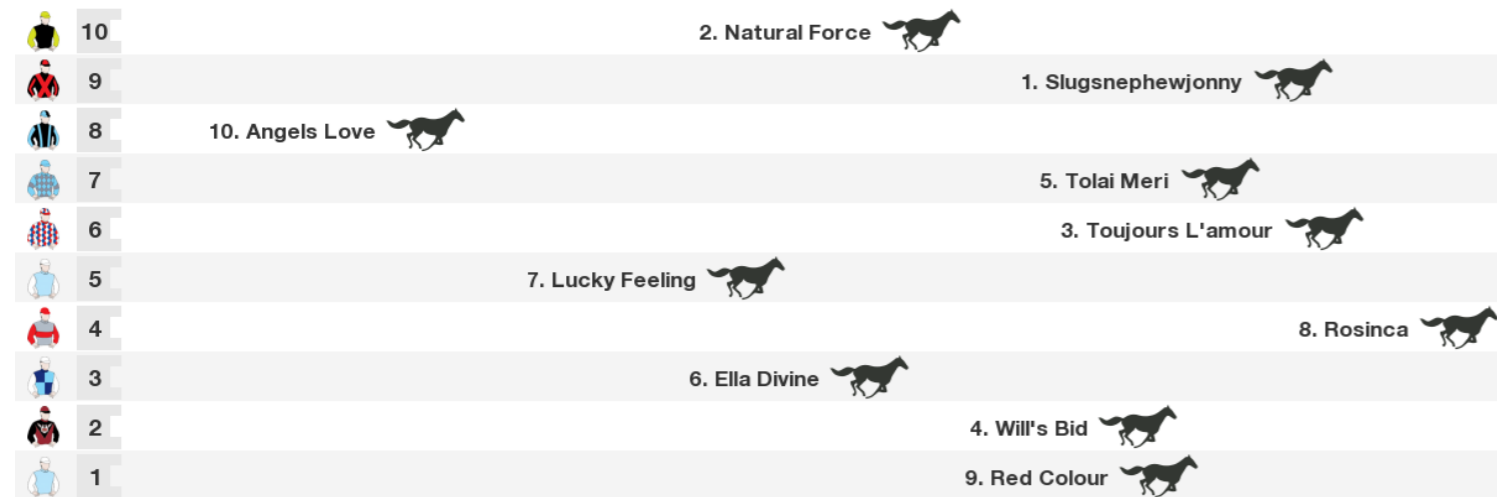 10 2. Natural Force
9 1. Slugsnephewjonny
8 10. Angels Love
7 5. Tolai Meri
6 3. Toujours L'amour
5 7. Lucky Feeling
4 8. Rosinca
3 6. Ella Divine
2 4. Will's Bid
1 9. Red Colour